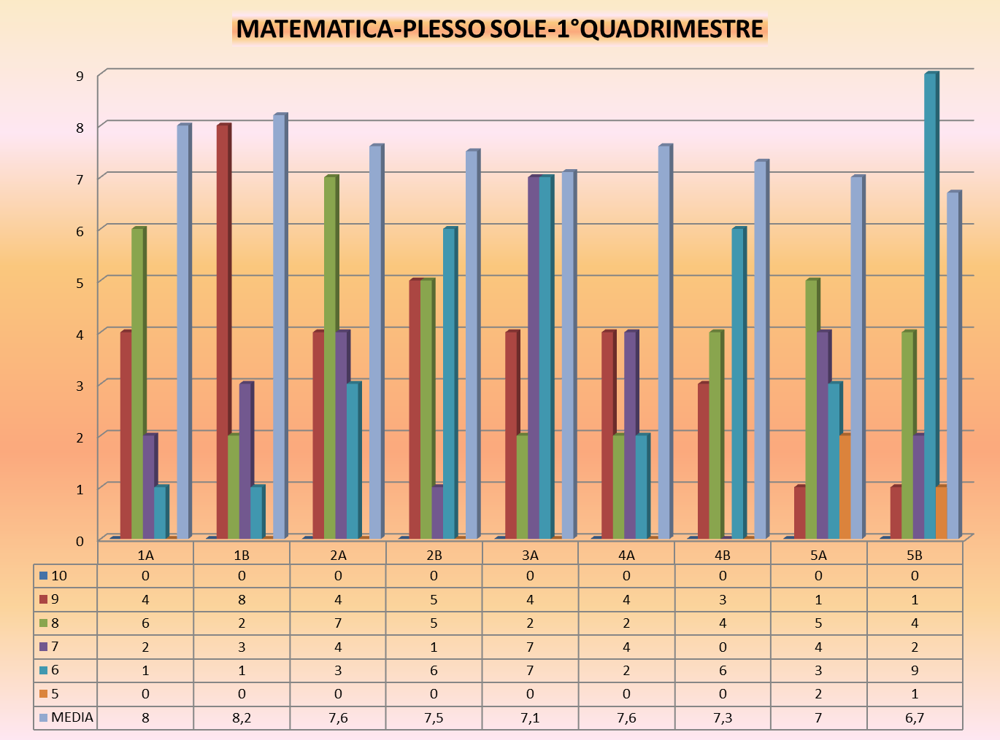 MATEMATICA-PLESSO SOLE-1°QUADRIMESTRE
9
8
7
6
5
4
3
2
1
0
1A 1B 2A 2B 3A 4A 4B 5A 5B
10 0 0 0 0 0 0 0 0 0
9 4 8 4 5 4 4 3 1 1
8 6 2 7 5 2 2 4 5 4
7 2 3 4 1 7 4 0 4 2
6 1 1 3 6 7 2 6 3 9
5 0 0 0 0 0 0 0 2 1
MEDIA 8 8,2 7,6 7,5 7,1 7,6 7,3 7 6,7